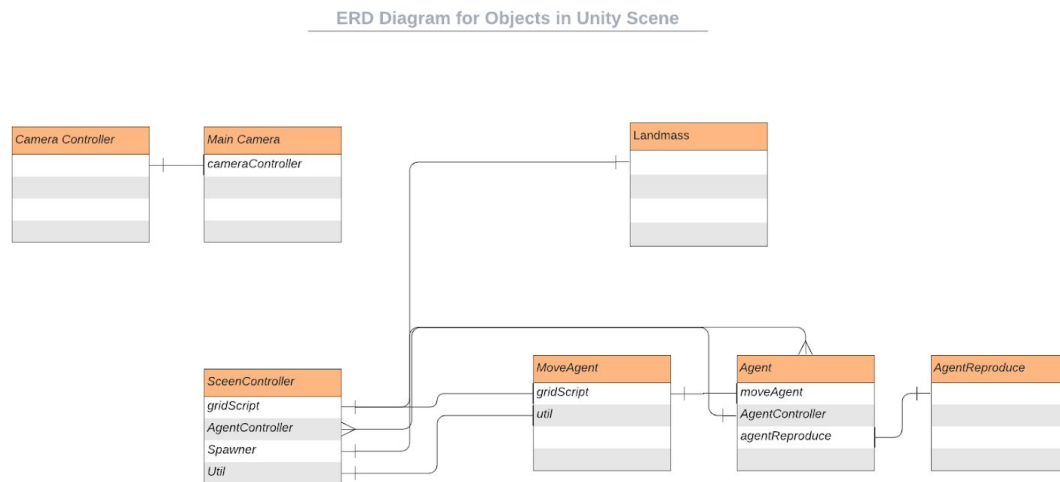 ERD Diagram for Objects in Unity Scene
Camera Controller
Main Camera
cameraController
Landmass
SceenController
gridScript
AgentController
Spawner
Util
MoveAgent
gridScript
util
Agent
moveAgent
AgentController
agentReproduce
AgentReproduce